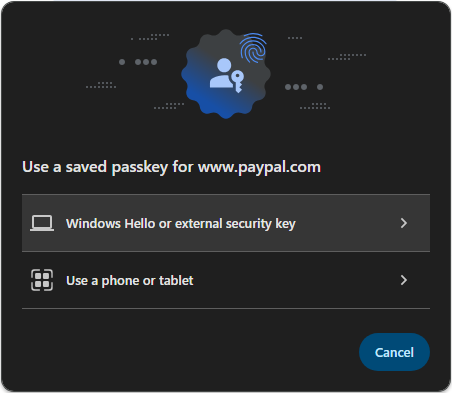 Use a saved passkey for www.paypal.com
Windows Hello or external security key
Use a phone or tablet
Cancel